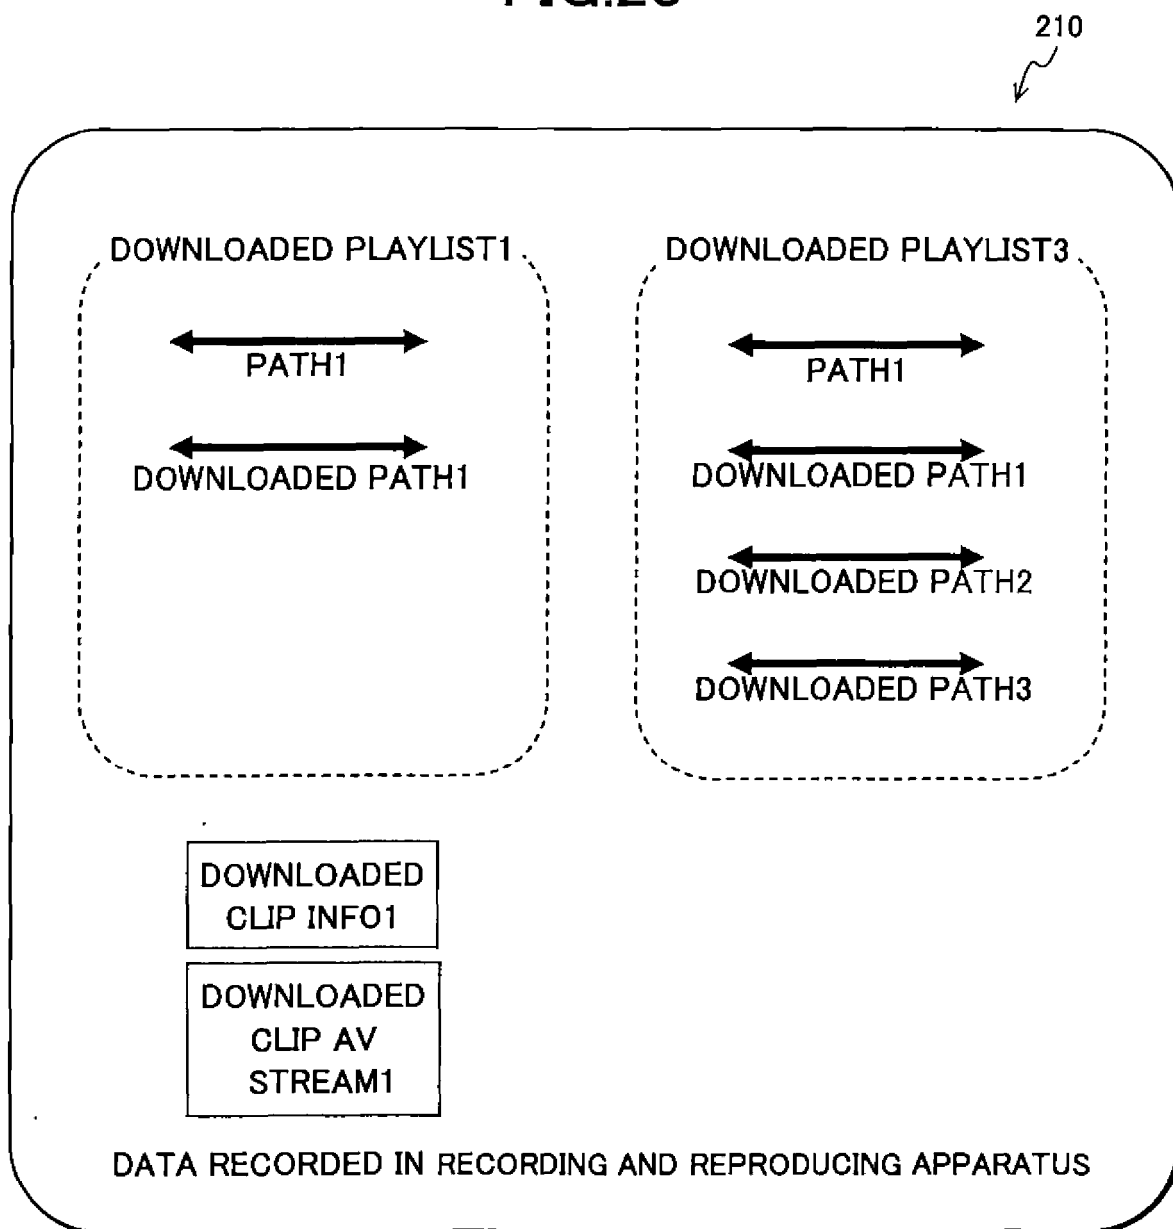 210
DOWNLOADED PLAYLIST1
PATH1
DOWNLOADED PATH1
DOWNLOADED PLAYLIST3
PATH1
DOWNLOADED PATH1
DOWNLOADED PATH2
DOWNLOADED PATH3
DOWNLOADED
CLIP INFO1
DOWNLOADED
CLIP AV
STREAM1
DATA RECORDED IN RECORDING AND REPRODUCING APPARATUS